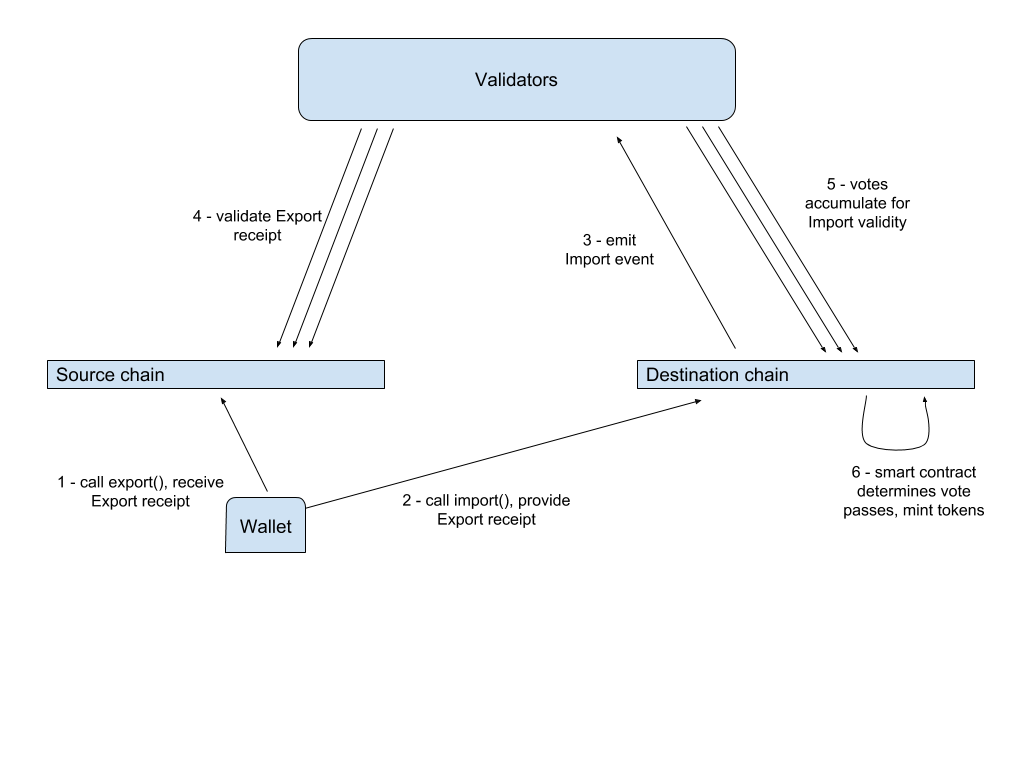 Validators
4 - validate Export
receipt
3 - emit
Import event
5 - votes
accumulate for
Import validity
Source chain
Destination chain
1 - call export(), receive
Export receipt
Wallet
2 - call import(), provide
Export receipt
6 - smart contract
determines vote
passes, mint tokens